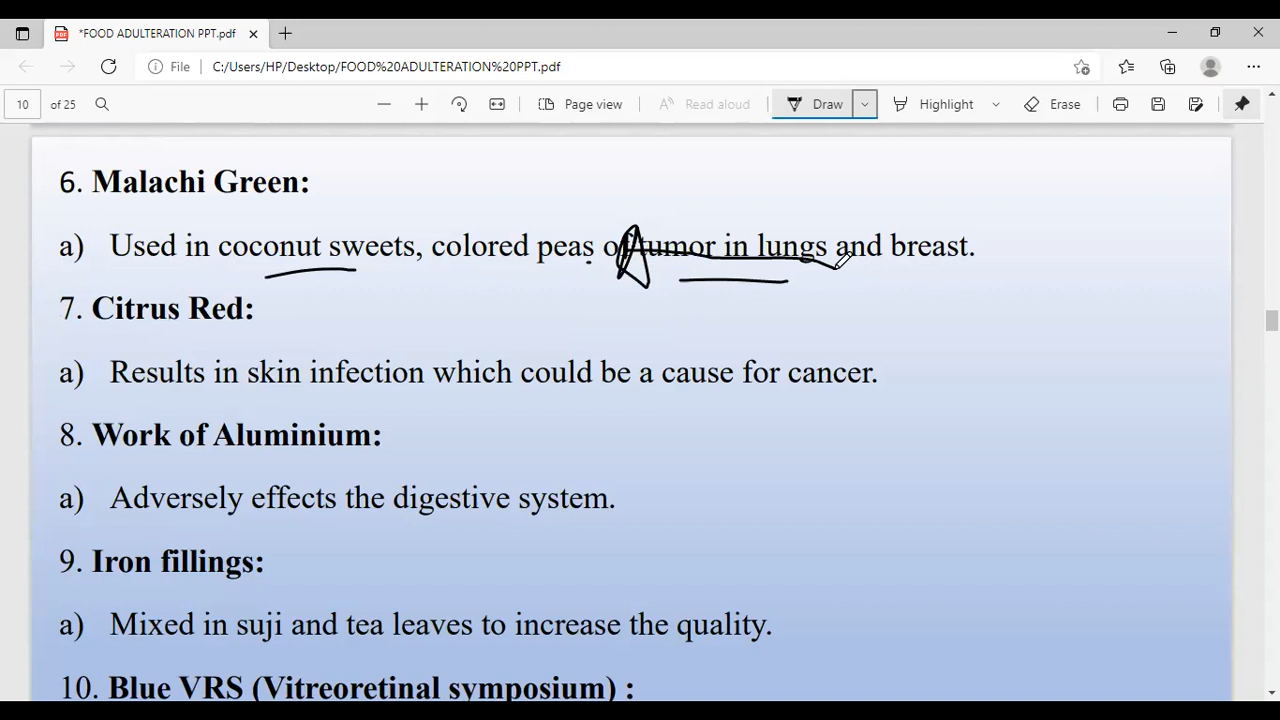 *FOOD ADULTERATION PPT.pdf
File C:/Users/HP/Desktop/FOOD%20ADULTERATION%20PPT.pdf
10 of 25 Page view Read aloud Draw Highlight Erase
6. Malachi Green:
a) Used in coconut sweets, colored peas of tumor in lungs and breast.
7. Citrus Red:
a) Results in skin infection which could be a cause for cancer.
8. Work of Aluminium:
a) Adversely effects the digestive system.
9. Iron fillings:
a) Mixed in suji and tea leaves to increase the quality.
10. Blue VRS (Vitreoretinal symposium) :